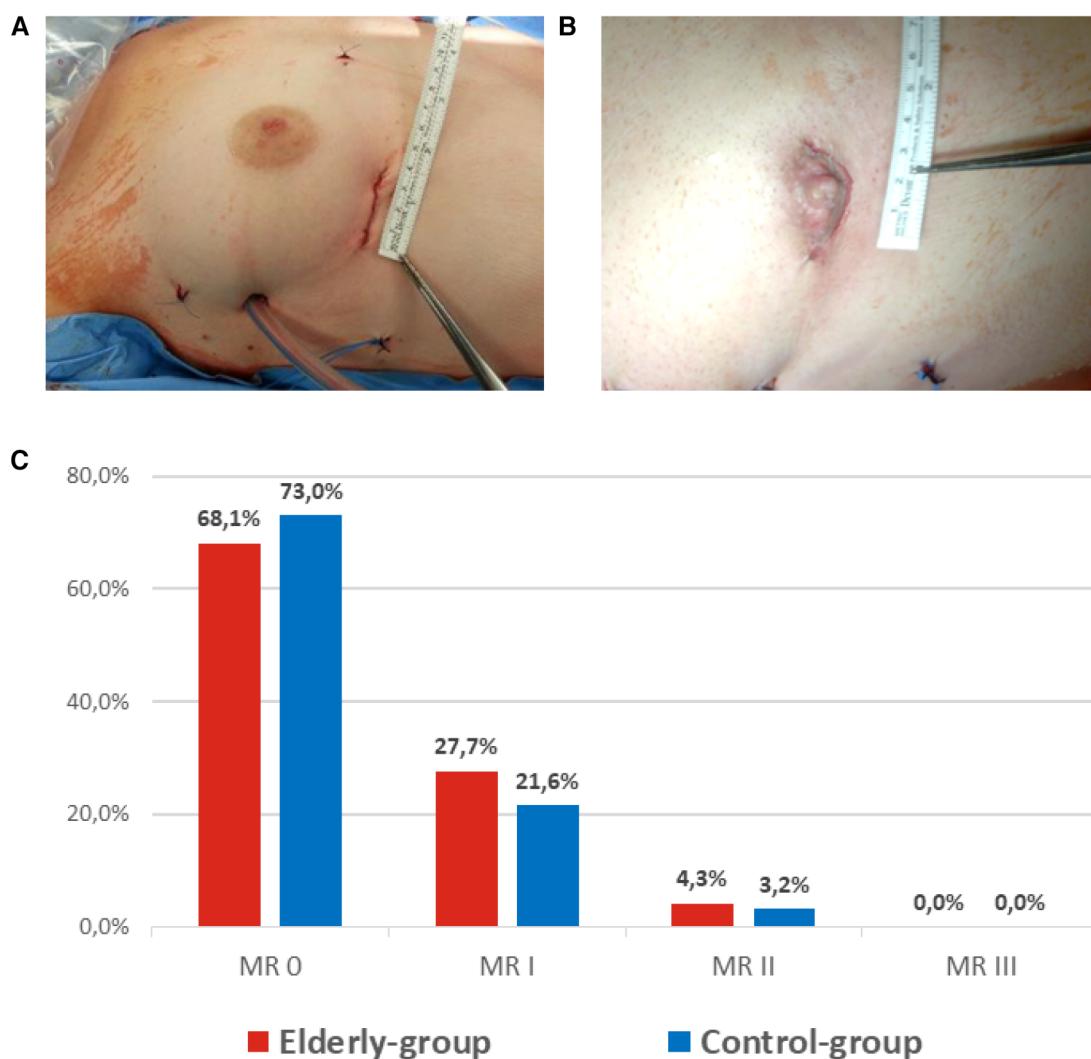 A
B
C
80,0%
60,0%
40,0%
20,0%
0,0%
68,1%
73,0%
27,7%
21,6%
4,3%
3,2%
0,0%
0,0%
MR 0
MR I
MR II
MR III
Elderly-group
Control-group